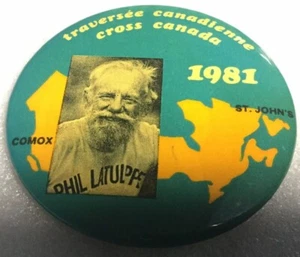 traversée canadienne
cross canada
1981
ST. JOHN'S
COMOX
PHIL LATULIPPE